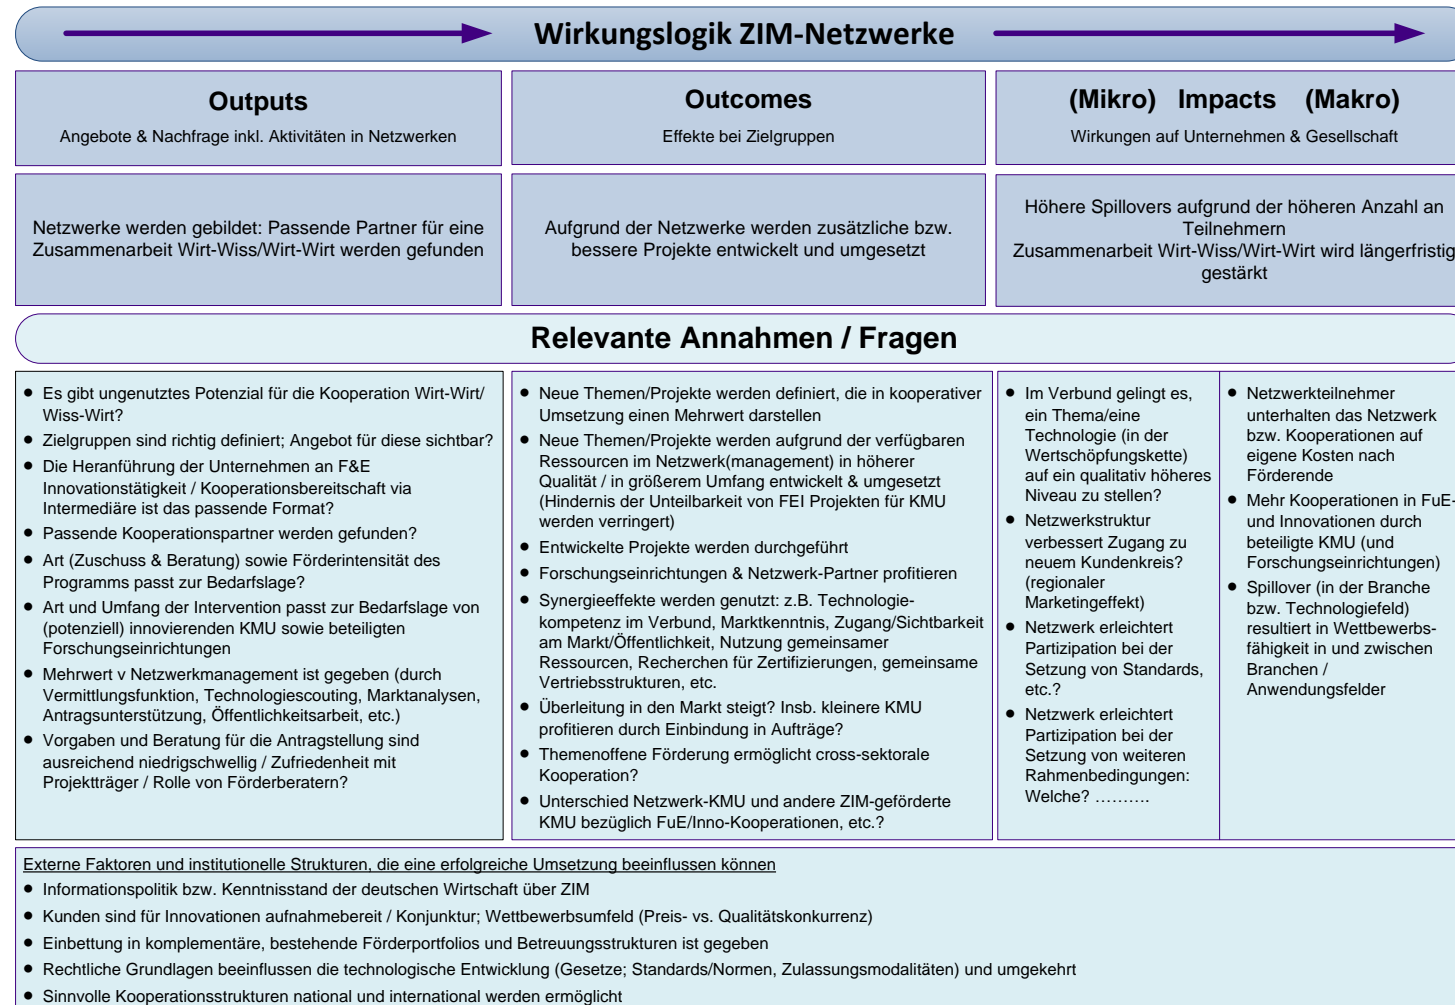 Wirkungslogik ZIM-Netzwerke
Outputs
Angebote & Nachfrage inkl. Aktivitäten in Netzwerken
Outcomes
Effekte bei Zielgruppen
(Mikro) Impacts (Makro)
Wirkungen auf Unternehmen & Gesellschaft
Netzwerke werden gebildet: Passende Partner für eine
Zusammenarbeit Wirt-Wiss/Wirt-Wirt werden gefunden
Aufgrund der Netzwerke werden zusätzliche bzw.
bessere Projekte entwickelt und umgesetzt
Höhere Spillovers aufgrund der höheren Anzahl an
Teilnehmern
Zusammenarbeit Wirt-Wiss/Wirt-Wirt wird längerfristig
gestärkt
Relevante Annahmen / Fragen
● Es gibt ungenutztes Potenzial für die Kooperation Wirt-Wirt/
Wiss-Wirt?
● Zielgruppen sind richtig definiert; Angebot für diese sichtbar?
● Die Heranführung der Unternehmen an F&E
Innovationstätigkeit / Kooperationsbereitschaft via
Intermediäre ist das passende Format?
● Passende Kooperationspartner werden gefunden?
● Art (Zuschuss & Beratung) sowie Förderintensität des
Programms passt zur Bedarfslage?
● Art und Umfang der Intervention passt zur Bedarfslage von
(potenziell) innovierenden KMU sowie beteiligten
Forschungseinrichtungen
● Mehrwert v Netzwerkmanagement ist gegeben (durch
Vermittlungsfunktion, Technologiescouting, Marktanalysen,
Antragsunterstützung, Öffentlichkeitsarbeit, etc.)
● Vorgaben und Beratung für die Antragstellung sind
ausreichend niedrigschwellig / Zufriedenheit mit
Projektträger / Rolle von Förderberatern?
● Neue Themen/Projekte werden definiert, die in kooperativer
Umsetzung einen Mehrwert darstellen
● Neue Themen/Projekte werden aufgrund der verfügbaren
Ressourcen im Netzwerk(management) in höherer
Qualität / in größerem Umfang entwickelt & umgesetzt
(Hindernis der Unteilbarkeit von FEI Projekten für KMU
werden verringert)
● Entwickelte Projekte werden durchgeführt
● Forschungseinrichtungen & Netzwerk-Partner profitieren
● Synergieeffekte werden genutzt: z.B. Technologie-
kompetenz im Verbund, Marktkenntnis, Zugang/Sichtbarkeit
am Markt/Öffentlichkeit, Nutzung gemeinsamer
Ressourcen, Recherchen für Zertifizierungen, gemeinsame
Vertriebsstrukturen, etc.
● Überleitung in den Markt steigt? Insb. kleinere KMU
profitieren durch Einbindung in Aufträge?
● Themenoffene Förderung ermöglicht cross-sektorale
Kooperation?
● Unterschied Netzwerk-KMU und andere ZIM-geförderte
KMU bezüglich FuE/Inno-Kooperationen, etc.?
● Im Verbund gelingt es,
ein Thema/eine
Technologie (in der
Wertschöpfungskette)
auf ein qualitativ höheres
Niveau zu stellen?
● Netzwerkstruktur
verbessert Zugang zu
neuem Kundenkreis?
(regionaler
Marketingeffekt)
● Netzwerk erleichtert
Partizipation bei der
Setzung von Standards,
etc.?
● Netzwerk erleichtert
Partizipation bei der
Setzung von weiteren
Rahmenbedingungen:
Welche? ……….
● Netzwerkteilnehmer
unterhalten das Netzwerk
bzw. Kooperationen auf
eigene Kosten nach
Förderende
● Mehr Kooperationen in FuE-
und Innovationen durch
beteiligte KMU (und
Forschungseinrichtungen)
● Spillover (in der Branche
bzw. Technologiefeld)
resultiert in Wettbewerbs-
fähigkeit in und zwischen
Branchen /
Anwendungsfelder
Externe Faktoren und institutionelle Strukturen, die eine erfolgreiche Umsetzung beeinflussen können
● Informationspolitik bzw. Kenntnisstand der deutschen Wirtschaft über ZIM
● Kunden sind für Innovationen aufnahmebereit / Konjunktur; Wettbewerbsumfeld (Preis- vs. Qualitätskonkurrenz)
● Einbettung in komplementäre, bestehende Förderportfolios und Betreuungsstrukturen ist gegeben
● Rechtliche Grundlagen beeinflussen die technologische Entwicklung (Gesetze; Standards/Normen, Zulassungsmodalitäten) und umgekehrt
● Sinnvolle Kooperationsstrukturen national und international werden ermöglicht